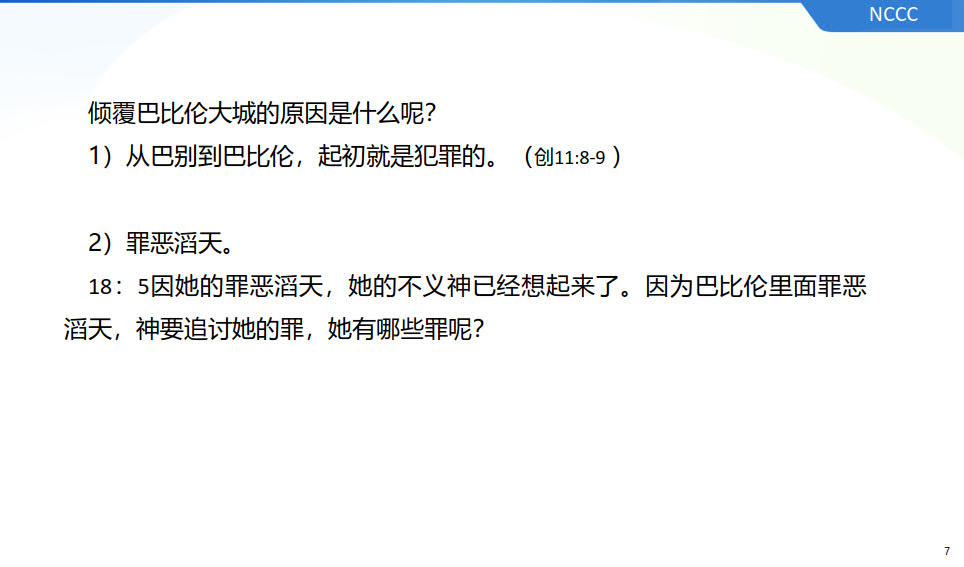 NCCC
倾覆巴比伦大城的原因是什么呢？
1）从巴别到巴比伦，起初就是犯罪的。（创11:8-9 ）
2）罪恶滔天。
18：5因她的罪恶滔天，她的不义神已经想起来了。因为巴比伦里面罪恶
滔天，神要追讨她的罪，她有哪些罪呢？
7